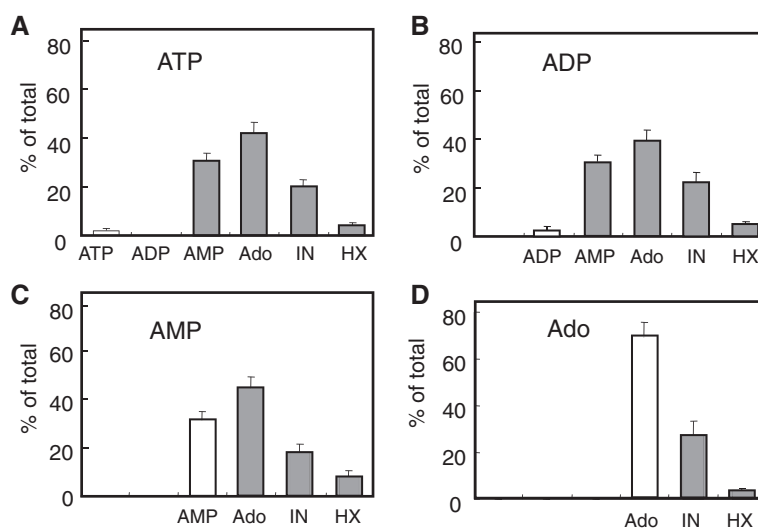 A
80
60
40
20
0
% of total
ATP
ATP ADP AMP Ado IN HX
B
80
60
40
20
0
% of total
ADP
ADP AMP Ado IN HX
C
80
60
40
20
0
% of total
AMP
AMP Ado IN HX
D
80
60
40
20
0
% of total
Ado
Ado IN HX